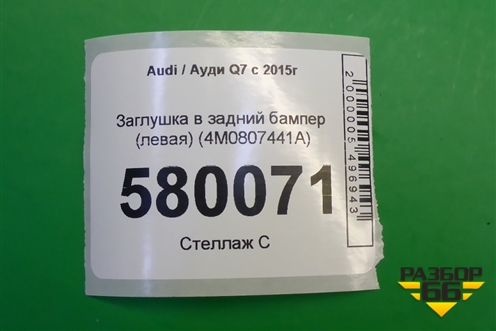 Audi / Ауди Q7 с 2015г
Заглушка в задний бампер
(левая) (4M0807441A)
580071
Стеллаж С
2000005496943
РАЗБОР
66